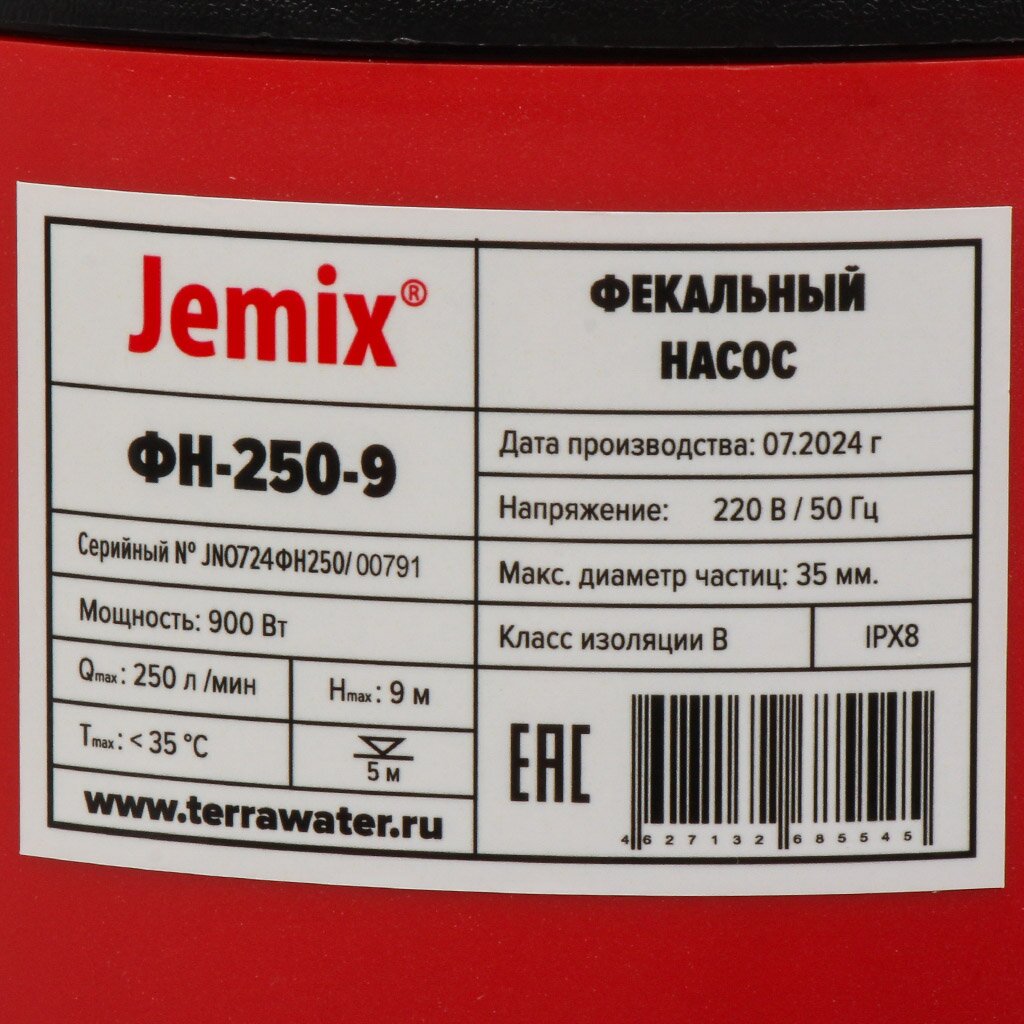 Jemix®
ФН-250-9
Серийный № JN0724ФН250/00791
Мощность: 900 Вт
Qmax: 250 л /мин
Hmax: 9 м
Tmax: < 35 °C
5 м
www.terrawater.ru
ФЕКАЛЬНЫЙ
НАСОС
Дата производства: 07.2024 г
Напряжение: 220 В / 50 Гц
Макс. диаметр частиц: 35 мм.
Класс изоляции В
IPX8
EAC
4 627132 685545